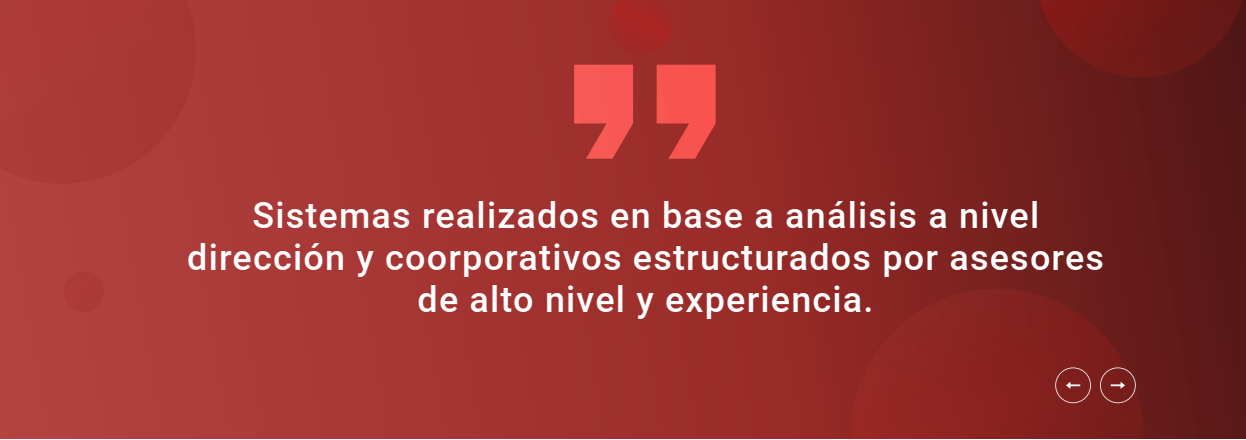 Sistemas realizados en base a análisis a nivel
dirección y coorporativos estructurados por asesores
de alto nivel y experiencia.